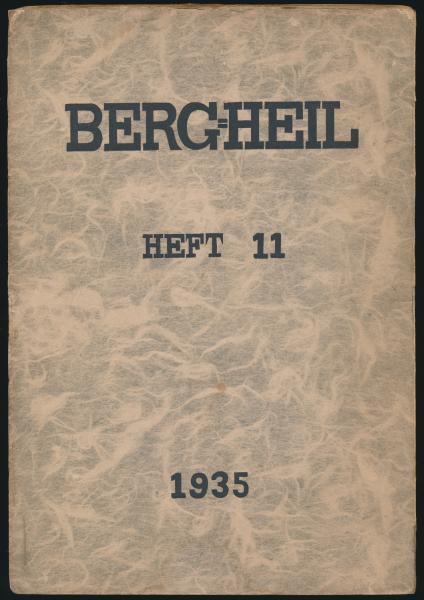 BERG=HEIL
HEFT 11
1935